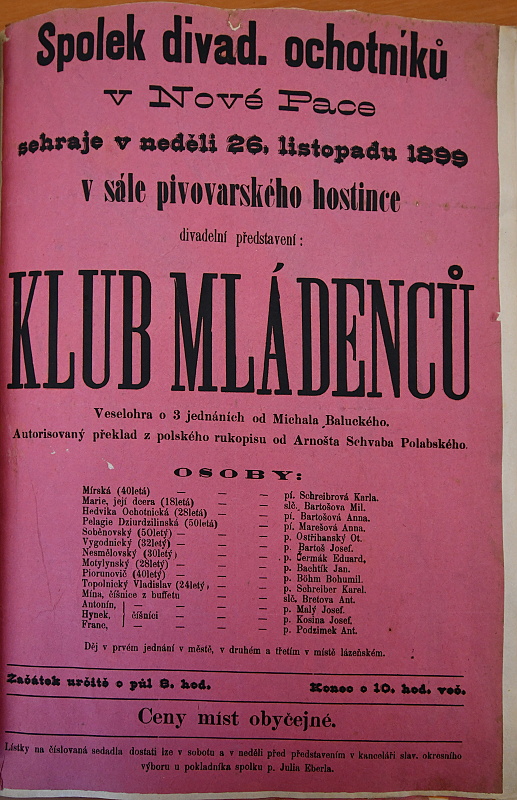 Spolek divad. ochotníků
v Nové Pace
sehraje v neděli 26. listopadu 1899
v sále pivovarského hostince
divadelní představení:
KLUB MLÁDENCŮ
Veselohra o 3 jednáních od Michala Baluckého.
Autorisovaný překlad z polského rukopisu od Arnošta Schvaba Polabského.
OSOBY:
Mírská (40letá) — — — pí. Schreibrová Karla.
Marie, její dcera (18letá) — — slč. Bartošova Mil.
Hedvika Ochotnická (28letá) — — pí. Bartošová Anna.
Pelagie Dziurdzilinská (50letá) — — pí. Marešová Anna.
Soběnovský (50letý) — — — p. Ostřihanský Ot.
Vygodnický (32letý) — — — p. Bartoš Josef.
Nesmělovský (30letý) — — — p. Čermák Eduard,
Motylynský (28letý) — — — p. Bachtík Jan.
Piorunovič (40letý) — — — p. Böhm Bohumil.
Topolnický Vladislav (24letý, — — p. Schreiber Karel.
Mína, číšnice z buffetu — — slč. Bretova Ant.
Antonín, — — — p. Malý Josef.
Hynek, číšníci — — p. Kosina Josef.
Franc, — — — p. Podzimek Ant.
Děj v prvém jednání v městě, v druhém a třetím v místě lázeňském.
Začátek určitě o půl 8. hod. Konec o 10. hod. več.
Ceny míst obyčejné.
Lístky na číslovaná sedadla dostati lze v sobotu a v neděli před představením v kanceláři slav. okresního
výboru u pokladníka spolku p. Julia Eberla.